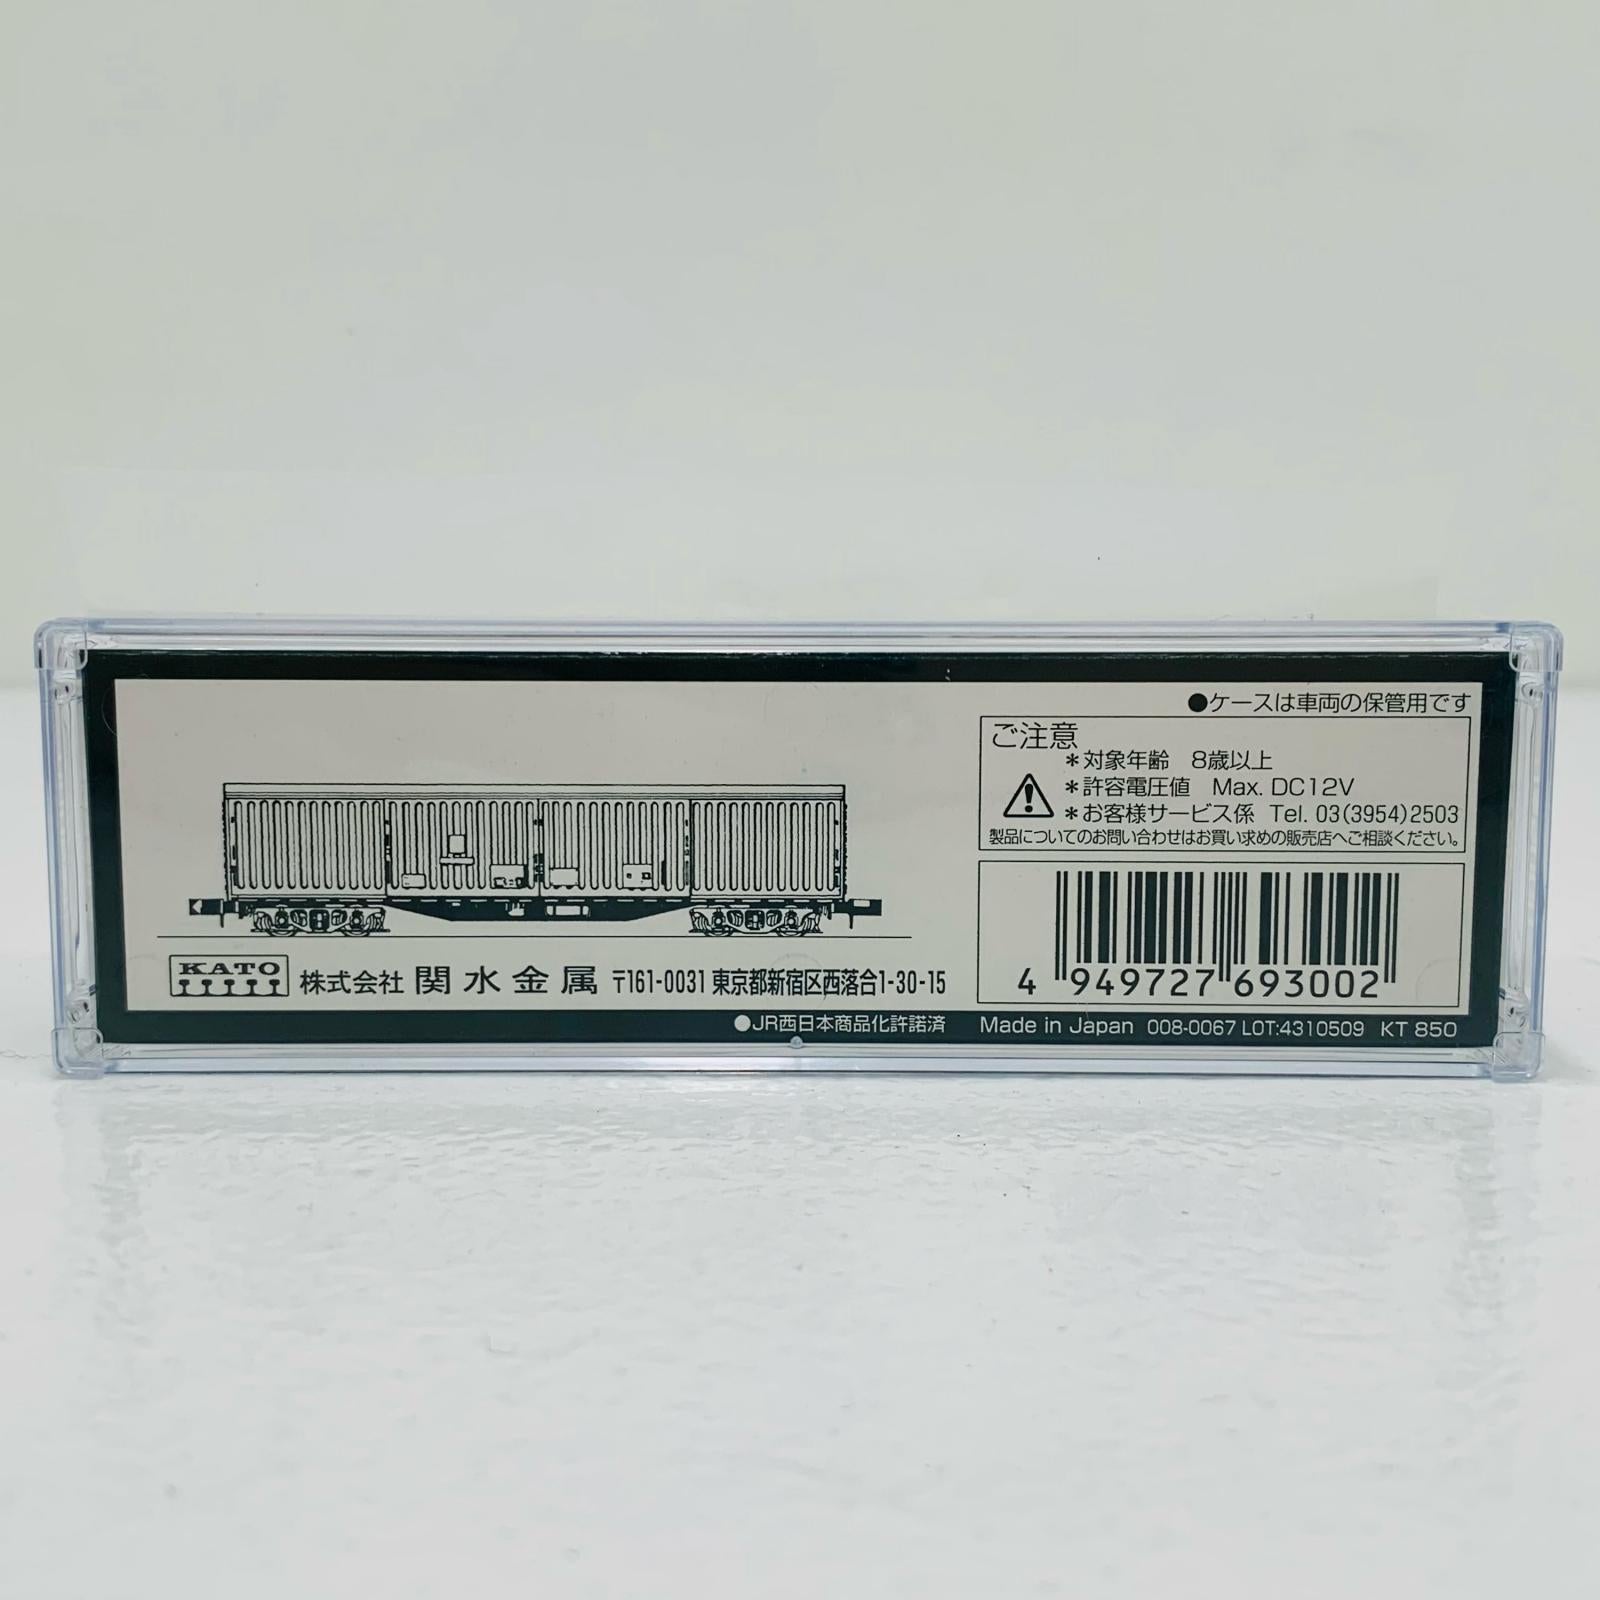 ●ケースは車両の保管用です
ご注意
＊対象年齢　8歳以上
＊許容電圧値　Max. DC12V
＊お客様サービス係　Tel. 03(3954)2503
製品についてのお問い合わせはお買い求めの販売店へご相談ください。
KATO 株式会社 関水金属 〒161-0031 東京都新宿区西落合1-30-15
4 949727 693002
●JR西日本商品化許諾済　Made in Japan 008-0067 LOT:4310509 KT 850